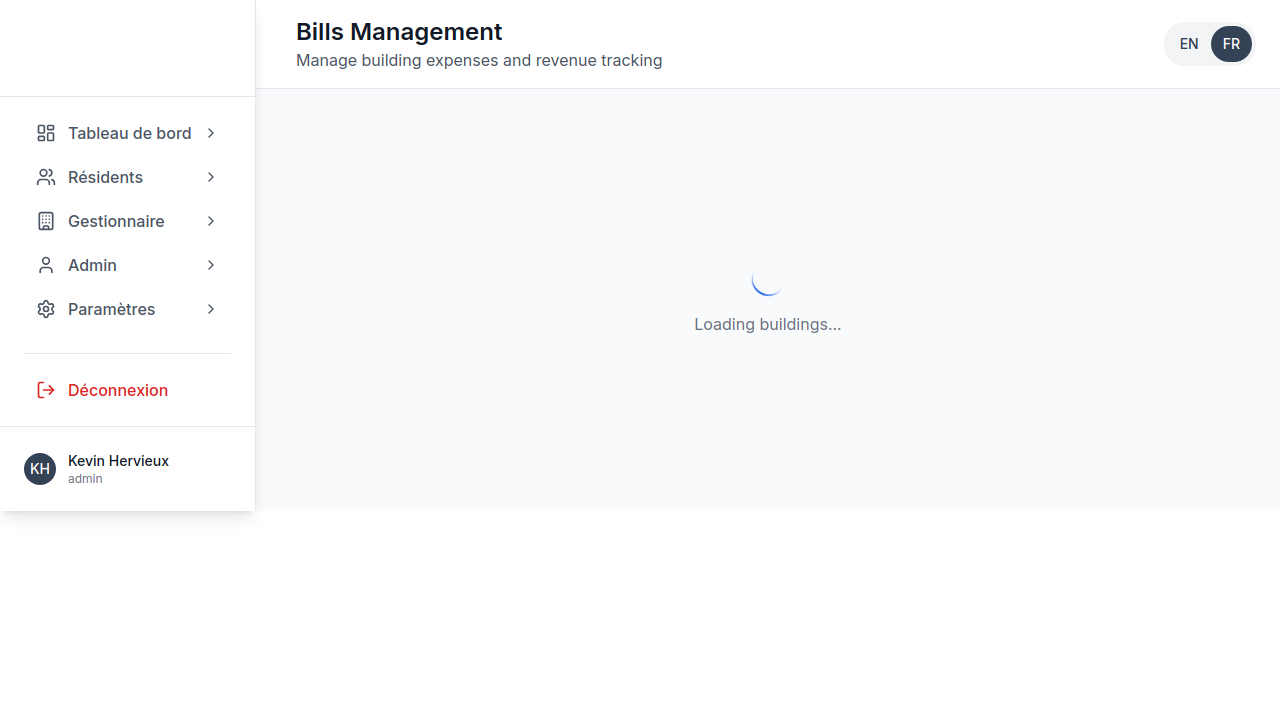 Bills Management
Manage building expenses and revenue tracking
EN
FR
Tableau de bord
Résidents
Gestionnaire
Admin
Paramètres
Déconnexion
KH
Kevin Hervieux
admin
Loading buildings...